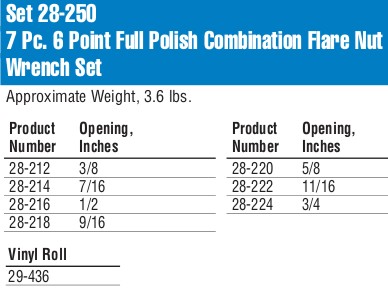 Set 28-250
7 Pc. 6 Point Full Polish Combination Flare Nut
Wrench Set
Approximate Weight, 3.6 lbs.
Product Opening,
Number Inches
28-212 3/8
28-214 7/16
28-216 1/2
28-218 9/16
Product Opening,
Number Inches
28-220 5/8
28-222 11/16
28-224 3/4
Vinyl Roll
29-436